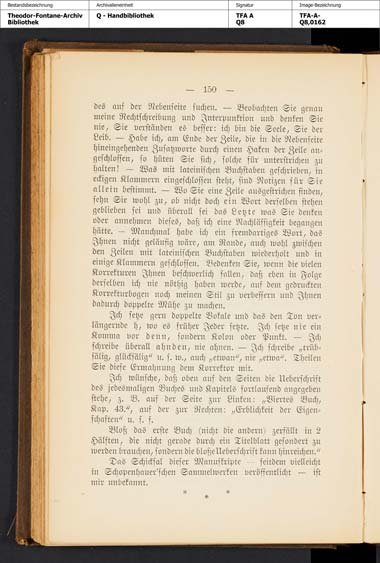 Bestandsbezeichnung
Archivalieneinheit
Signatur
Image-Bezeichnung
Theodor-Fontane-Archiv
Bibliothek
Q - Handbibliothek
TFA A
Q8
TFA-A-
Q8,0162
— 150 —
des auf der Nebenseite suchen. — Beobachten Sie genau
meine Rechtschreibung und Interpunktion und denken Sie
nie, Sie verständen es besser: ich bin die Seele, Sie der
Leib. — Habe ich, am Ende der Zeile, die in die Nebenseite
hineingehenden Zusatzworte durch einen Haken der Zeile an-
geschlossen, so hüten Sie sich, solche für unterstrichen zu
halten! — Was mit lateinischen Buchstaben geschrieben, in
eckigen Klammern eingeschlossen steht, sind Notizen für Sie
allein bestimmt. — Wo Sie eine Zeile ausgestrichen finden,
sehn Sie wohl zu, ob nicht doch ein Wort derselben stehen
geblieben sei und überall sei das Letzte was Sie denken
oder annehmen dieses, daß ich eine Nachlässigkeit begangen
hätte. — Manchmal habe ich ein fremdartiges Wort, das
Ihnen nicht geläufig wäre, am Rande, auch wohl zwischen
den Zeilen mit lateinischen Buchstaben wiederholt und in
einige Klammern geschlossen. Bedenken Sie, wenn die vielen
Korrekturen Ihnen beschwerlich fallen, daß eben in Folge
derselben ich nie nöthig haben werde, auf dem gedruckten
Korrekturbogen noch meinen Stil zu verbessern und Ihnen
dadurch doppelte Mühe zu machen.
Ich setze gern doppelte Vokale und das den Ton ver-
längernde h, wo es früher Jeder setzte. Ich setze nie ein
Komma vor denn, sondern Kolon oder Punkt. — Ich
schreibe überall ahnden, nie ahnen. — Ich schreibe „trüb-
sälig, glücksälig“ u. s. w., auch „etwan“, nie „etwa“. Theilen
Sie diese Ermahnung dem Korrektor mit.
Ich wünsche, daß oben auf den Seiten die Ueberschrift
des jedesmaligen Buches und Kapitels fortlaufend angegeben
stehe, z. B. auf der Seite zur Linken: „Viertes Buch,
Kap. 43.“, auf der zur Rechten: „Erblichkeit der Eigen-
schaften“ u. s. f.
Bloß das erste Buch (nicht die andern) zerfällt in 2
Hälften, die nicht gerade durch ein Titelblatt gesondert zu
werden brauchen, sondern die bloße Ueberschrift kann hinreichen.“
Das Schicksal dieser Manuskripte — seitdem vielleicht
in Schopenhauer'schen Sammelwerken veröffentlicht — ist
mir unbekannt.
* * *